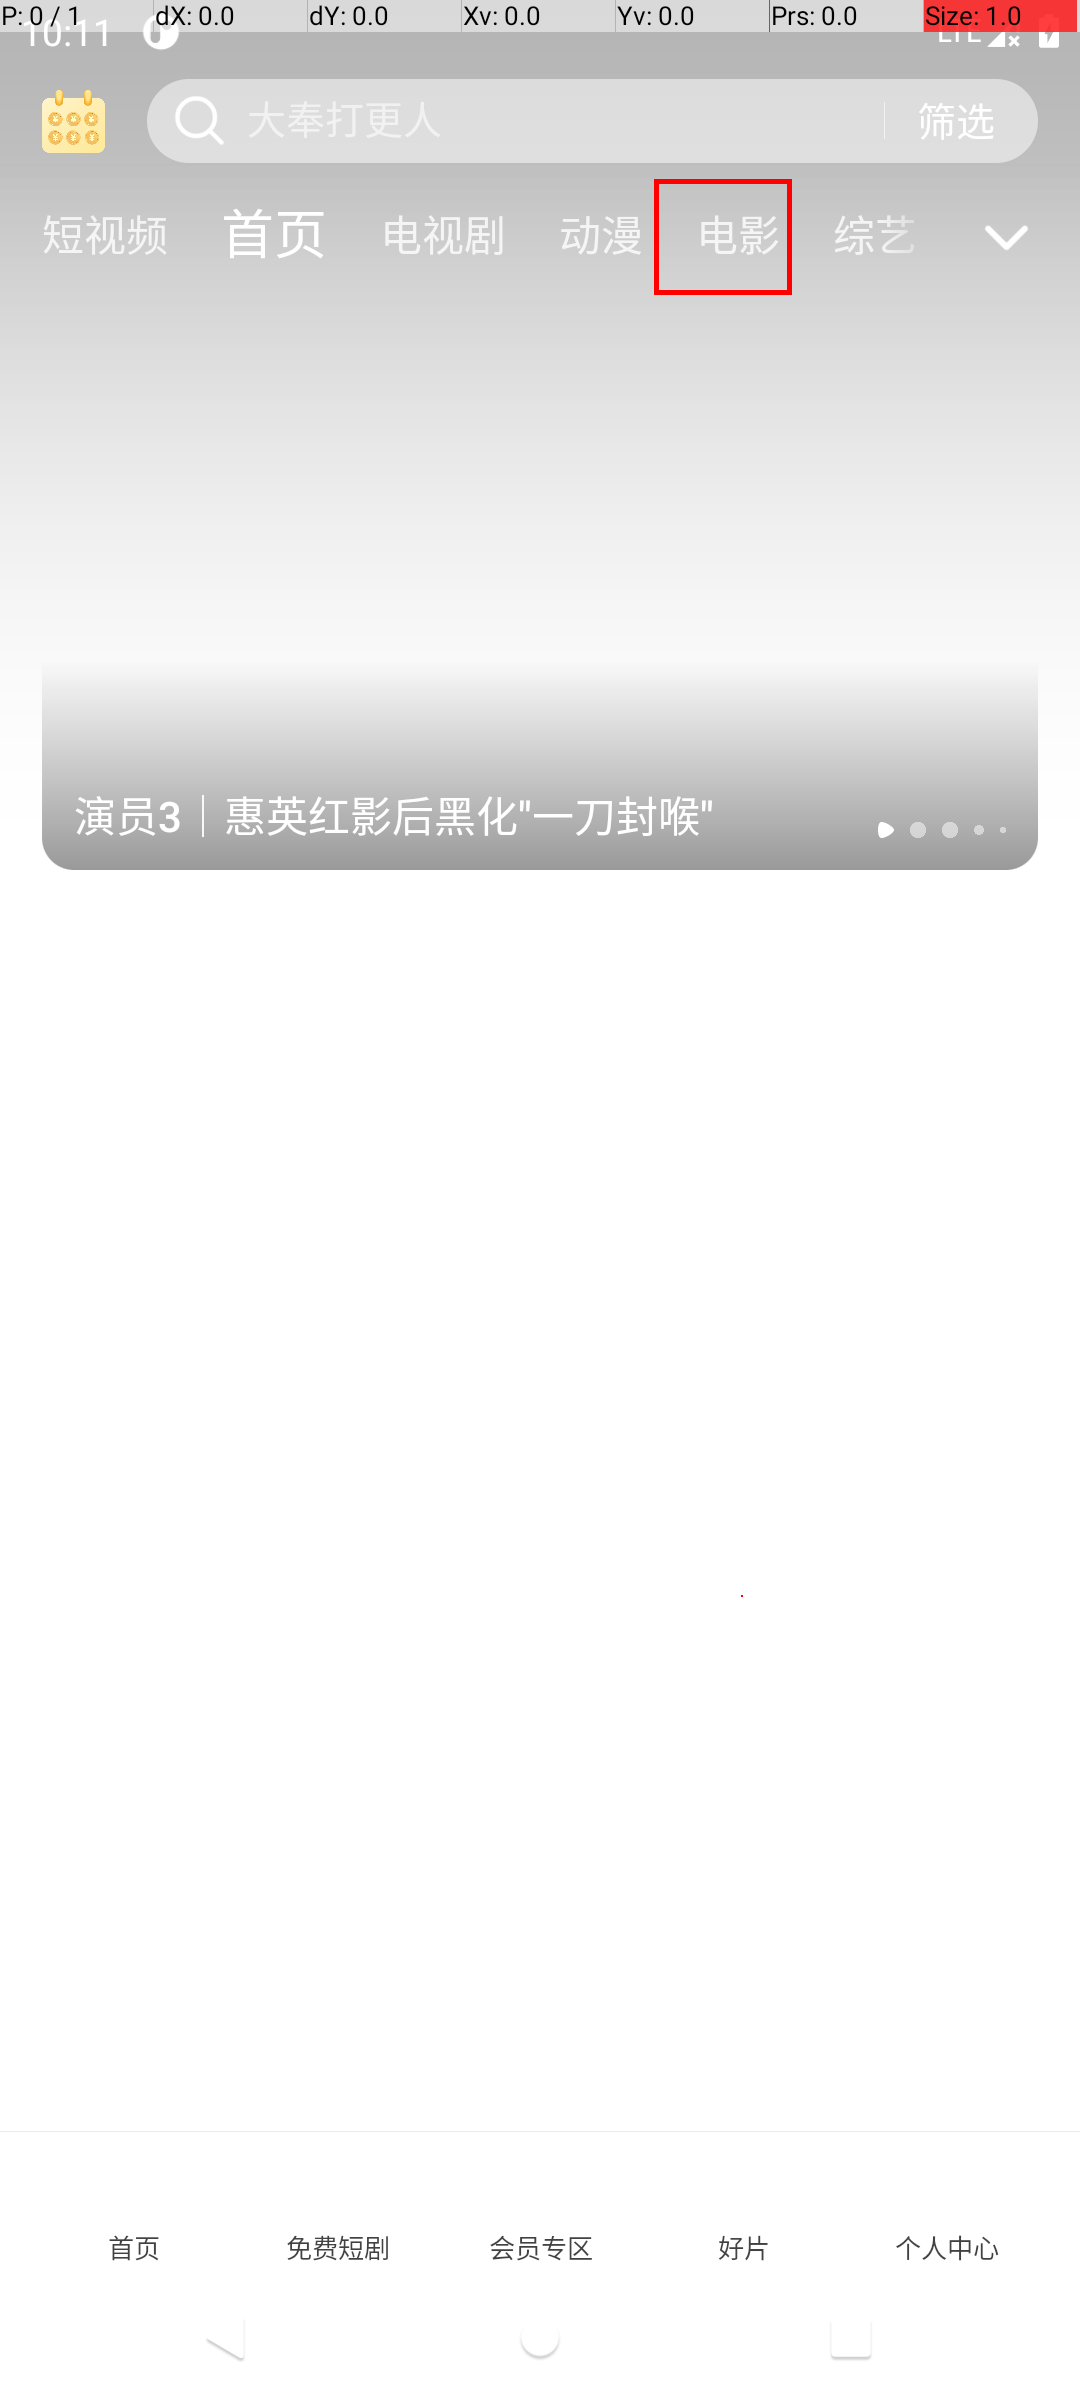 P: 0 / 1 dX: 0.0 dY: 0.0 Xv: 0.0 Yv: 0.0 Prs: 0.0 Size: 1.0
10:11 LTE
大奉打更人 筛选
短视频 首页 电视剧 动漫 电影 综艺
演员3 惠英红影后黑化"一刀封喉"
首页 免费短剧 会员专区 好片 个人中心